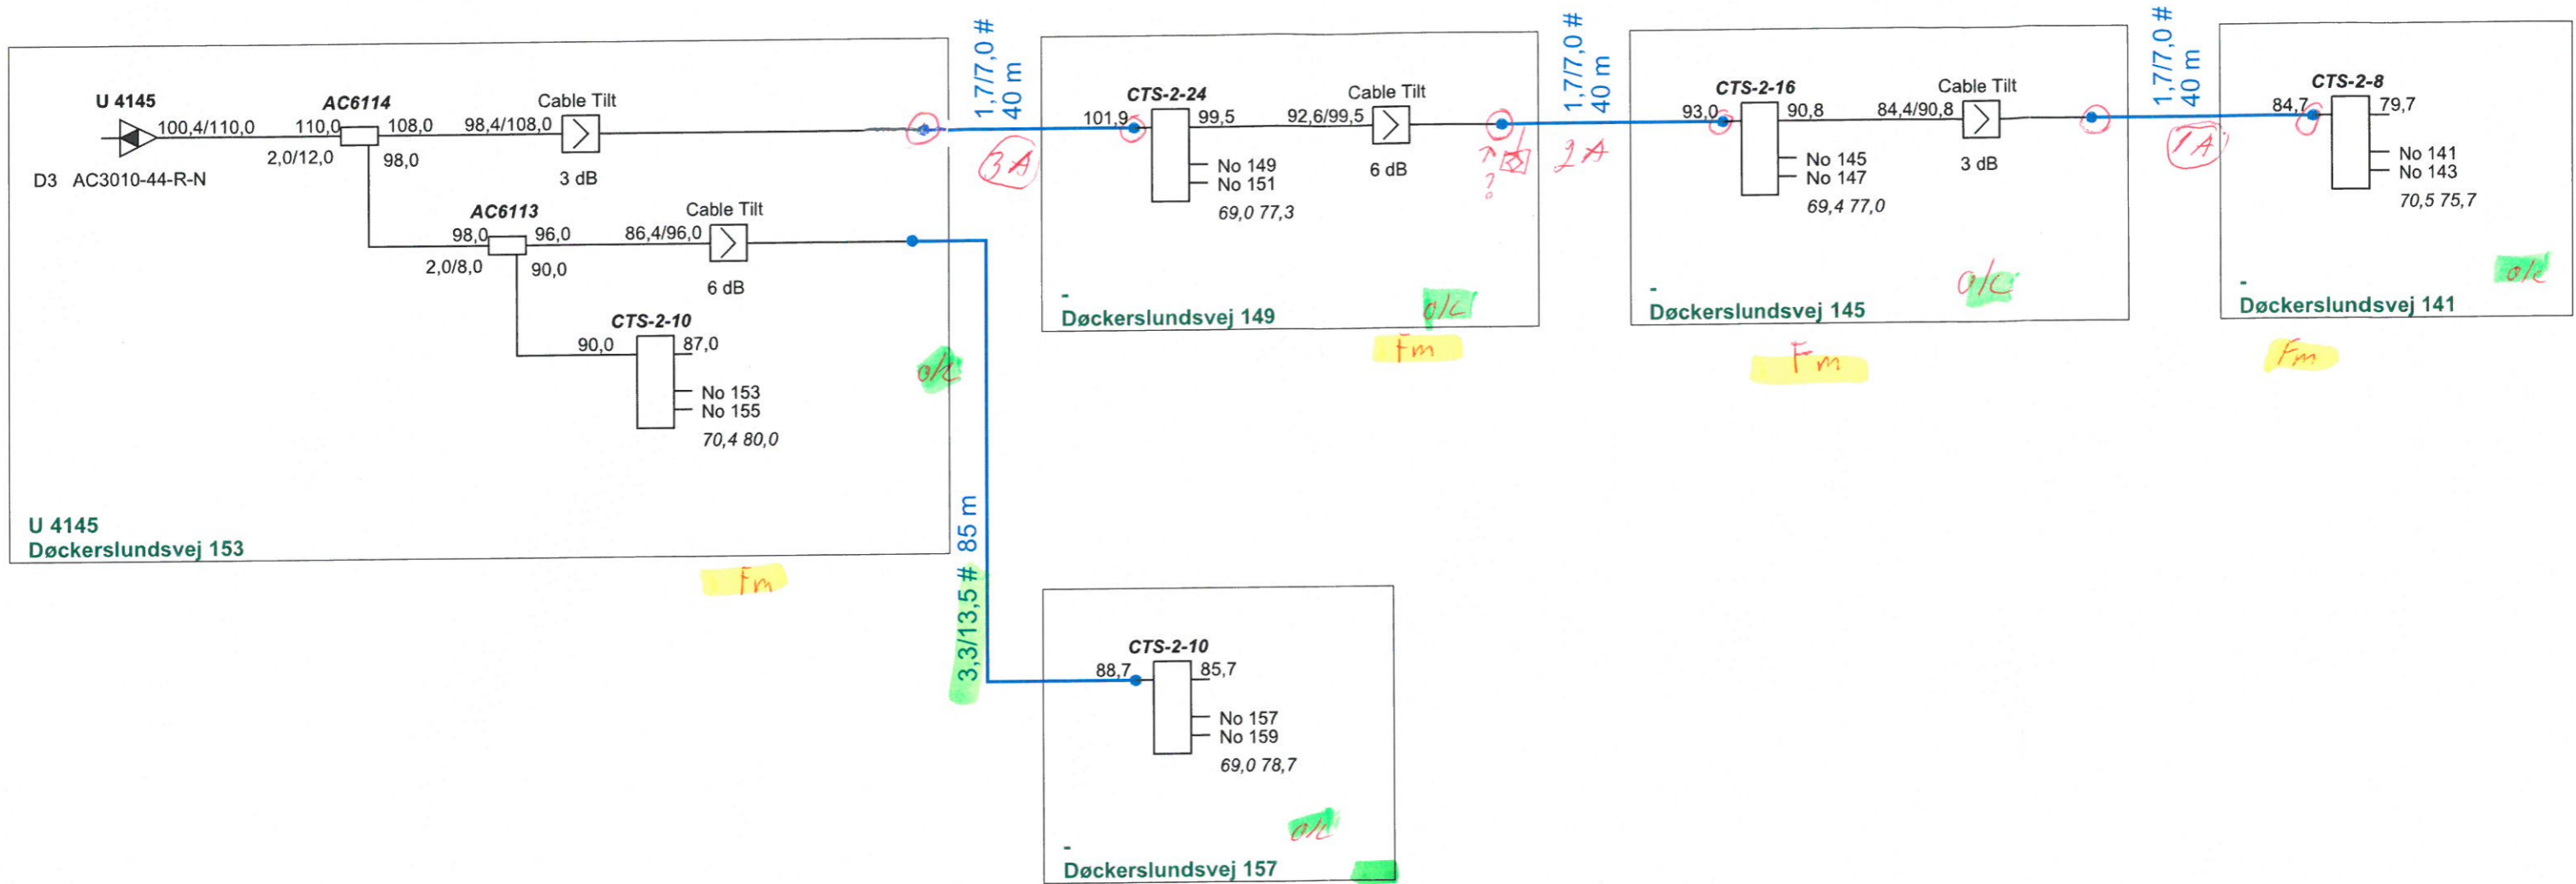 U 4145
100,4/110,0
D3 AC3010-44-R-N
AC6114
110,0
108,0
2,0/12,0
98,0
98,4/108,0
Cable Tilt
3 dB
AC6113
98,0
96,0
2,0/8,0
90,0
86,4/96,0
Cable Tilt
6 dB
CTS-2-10
90,0
87,0
No 153
No 155
70,4 80,0
o/c
U 4145
Døckerslundsvej 153
Fm
1,7/7,0 #
40 m
3A
CTS-2-24
101,9
99,5
No 149
No 151
69,0 77,3
92,6/99,5
Cable Tilt
6 dB
?
o/c
-
Døckerslundsvej 149
Fm
1,7/7,0 #
40 m
2A
CTS-2-16
93,0
90,8
No 145
No 147
69,4 77,0
84,4/90,8
Cable Tilt
3 dB
o/c
-
Døckerslundsvej 145
Fm
1,7/7,0 #
40 m
1A
CTS-2-8
84,7
79,7
No 141
No 143
70,5 75,7
o/c
-
Døckerslundsvej 141
Fm
3,3/13,5 # 85 m
CTS-2-10
88,7
85,7
No 157
No 159
69,0 78,7
o/c
-
Døckerslundsvej 157